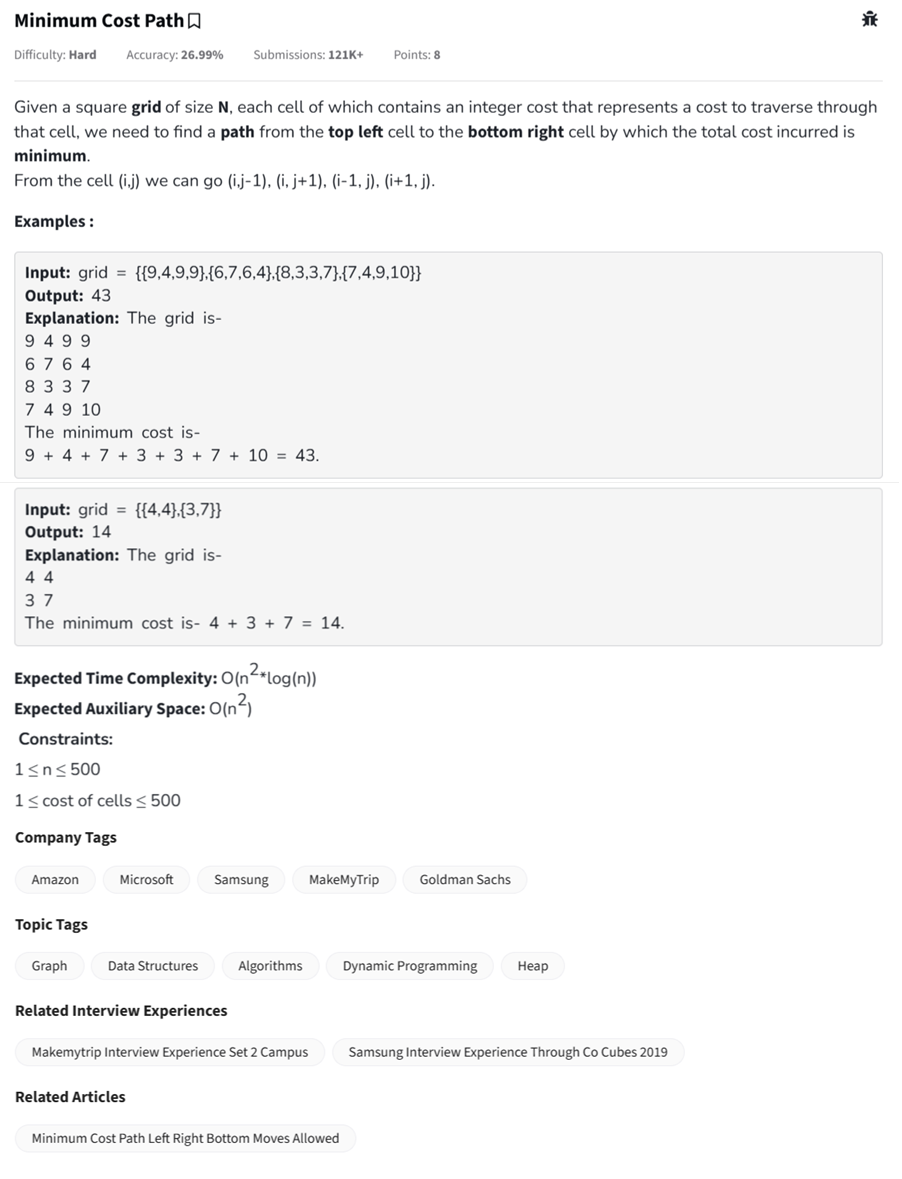 Minimum Cost Path
Difficulty: Hard Accuracy: 26.99% Submissions: 121K+ Points: 8
Given a square grid of size N, each cell of which contains an integer cost that represents a cost to traverse through
that cell, we need to find a path from the top left cell to the bottom right cell by which the total cost incurred is
minimum.
From the cell (i,j) we can go (i,j-1), (i, j+1), (i-1, j), (i+1, j).
Examples :
Input: grid = {{9,4,9,9},{6,7,6,4},{8,3,3,7},{7,4,9,10}}
Output: 43
Explanation: The grid is-
9 4 9 9
6 7 6 4
8 3 3 7
7 4 9 10
The minimum cost is-
9 + 4 + 7 + 3 + 3 + 7 + 10 = 43.
Input: grid = {{4,4},{3,7}}
Output: 14
Explanation: The grid is-
4 4
3 7
The minimum cost is- 4 + 3 + 7 = 14.
Expected Time Complexity: O(n2*log(n))
Expected Auxiliary Space: O(n2)
Constraints:
1 ≤ n ≤ 500
1 ≤ cost of cells ≤ 500
Company Tags
Amazon Microsoft Samsung MakeMyTrip Goldman Sachs
Topic Tags
Graph Data Structures Algorithms Dynamic Programming Heap
Related Interview Experiences
Makemytrip Interview Experience Set 2 Campus Samsung Interview Experience Through Co Cubes 2019
Related Articles
Minimum Cost Path Left Right Bottom Moves Allowed